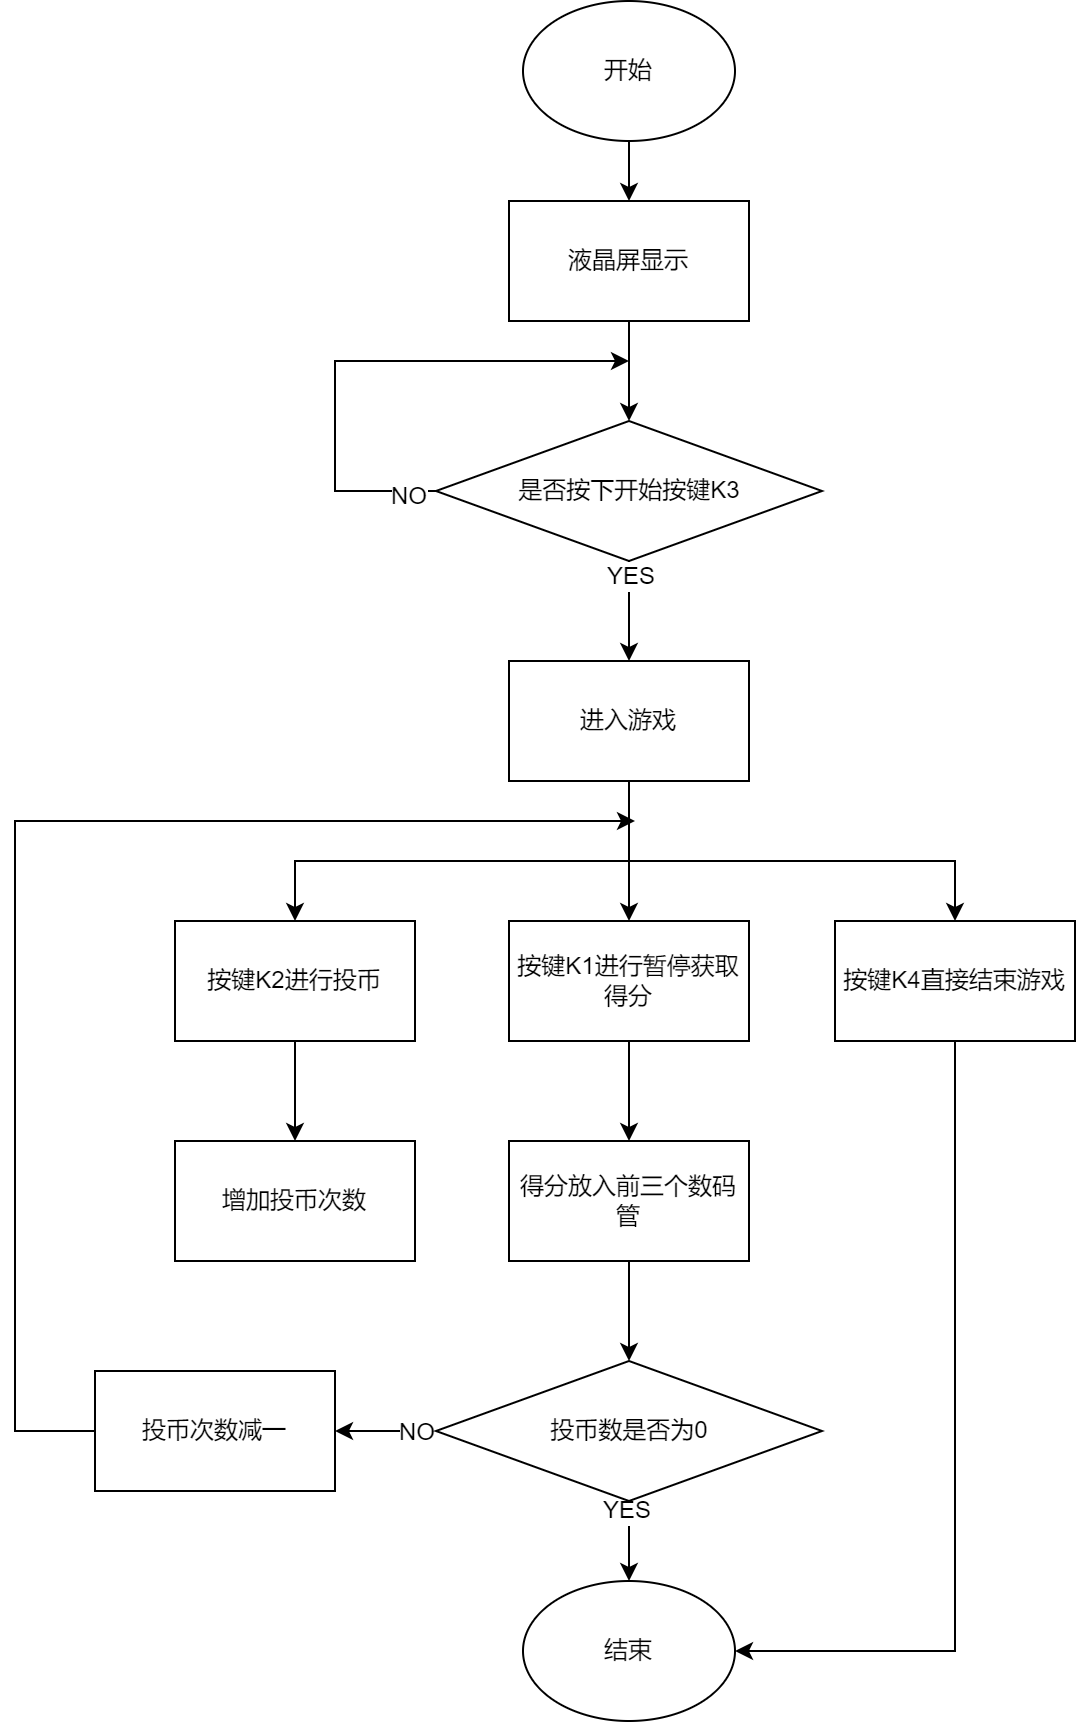 开始
液晶屏显示
是否按下开始按键K3
NO
YES
进入游戏
按键K2进行投币
按键K1进行暂停获取
得分
按键K4直接结束游戏
增加投币次数
得分放入前三个数码
管
投币次数减一
NO
投币数是否为0
YES
结束